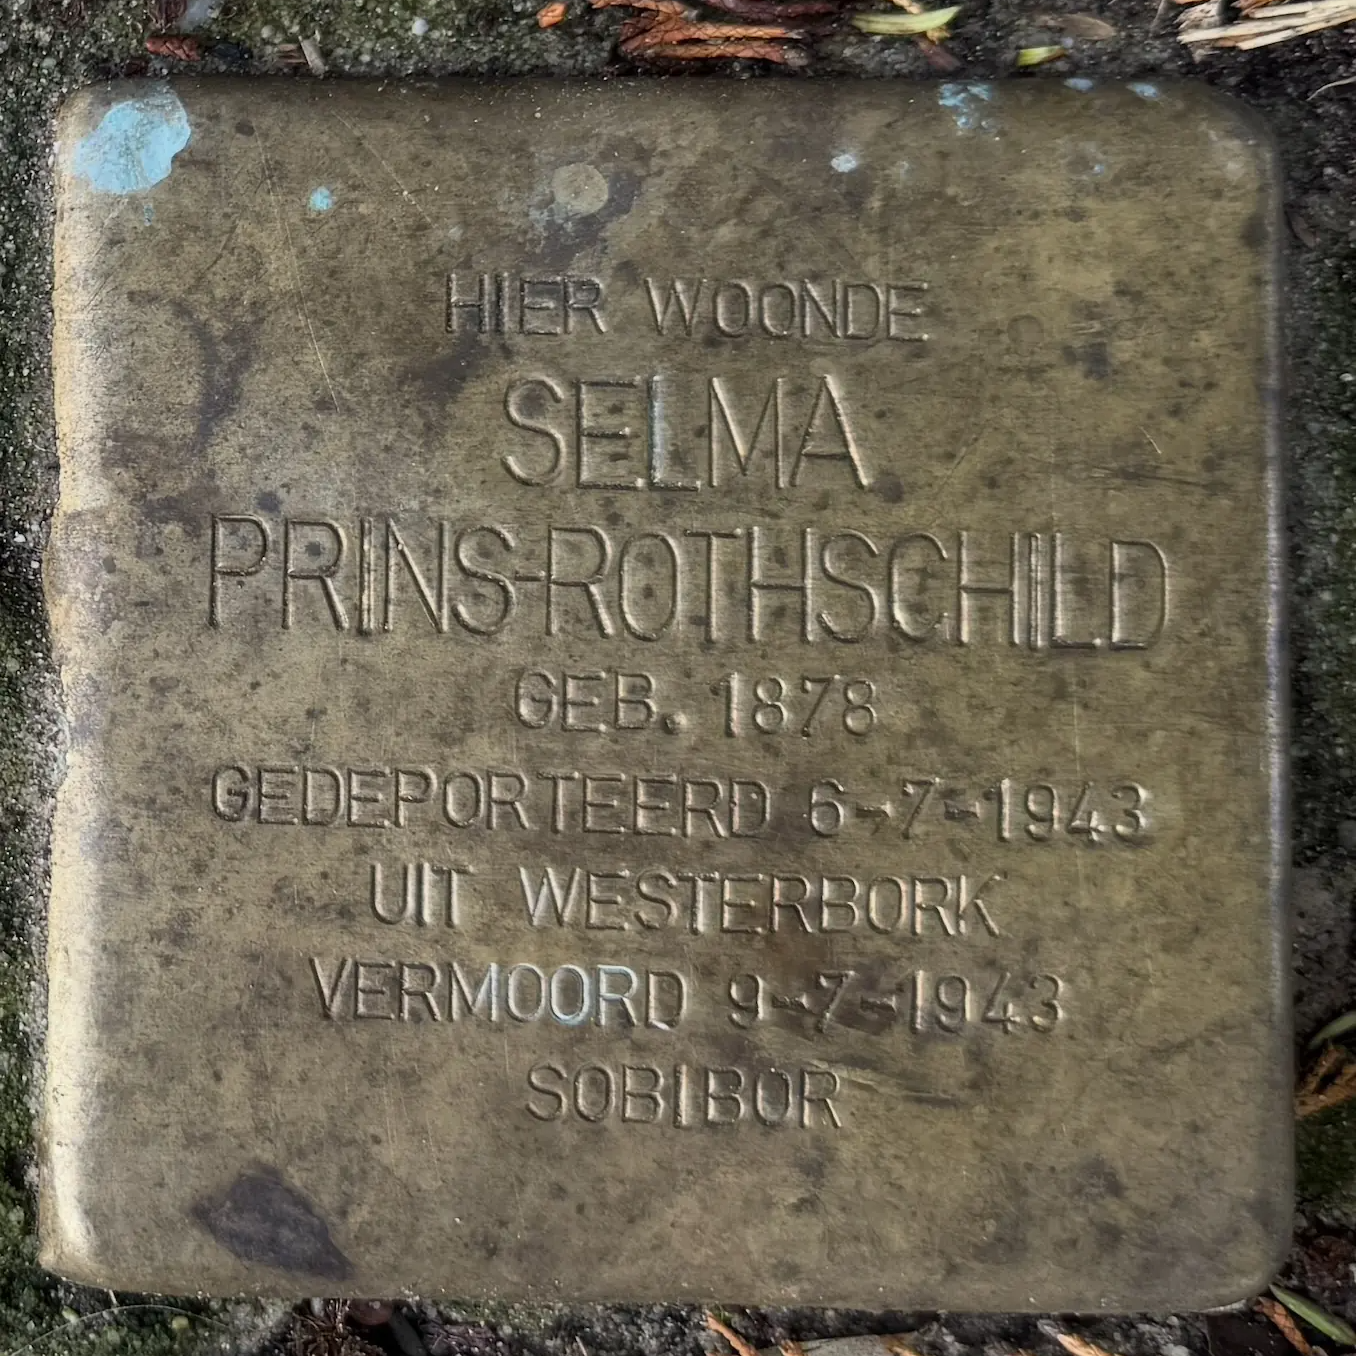 HIER WOONDE
SELMA
PRINS-ROTHSCHILD
GEB. 1878
GEDEPORTEERD 6-7-1943
UIT WESTERBORK
VERMOORD 9-7-1943
SOBIBOR